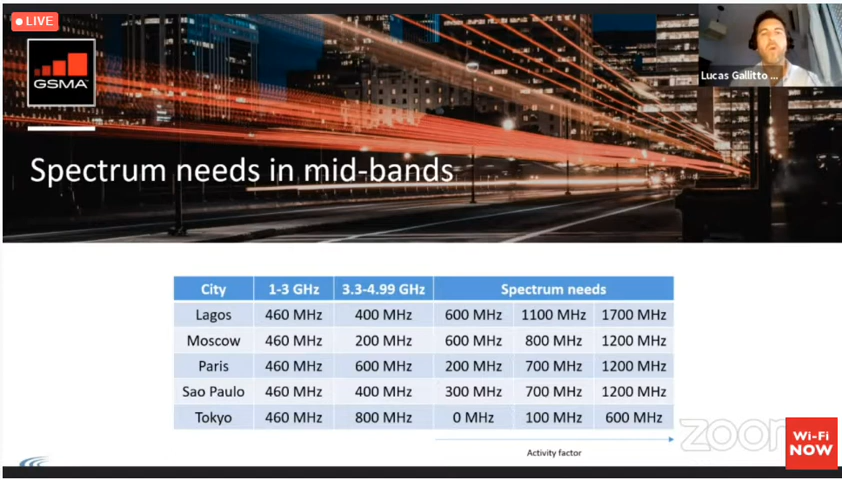 LIVE
GSMA™
Lucas Gallitto ...
Spectrum needs in mid-bands
City 1-3 GHz 3.3-4.99 GHz Spectrum needs
Lagos 460 MHz 400 MHz 600 MHz 1100 MHz 1700 MHz
Moscow 460 MHz 200 MHz 600 MHz 800 MHz 1200 MHz
Paris 460 MHz 600 MHz 200 MHz 700 MHz 1200 MHz
Sao Paulo 460 MHz 400 MHz 300 MHz 700 MHz 1200 MHz
Tokyo 460 MHz 800 MHz 0 MHz 100 MHz 600 MHz
Activity factor
zoom
Wi-Fi
NOW